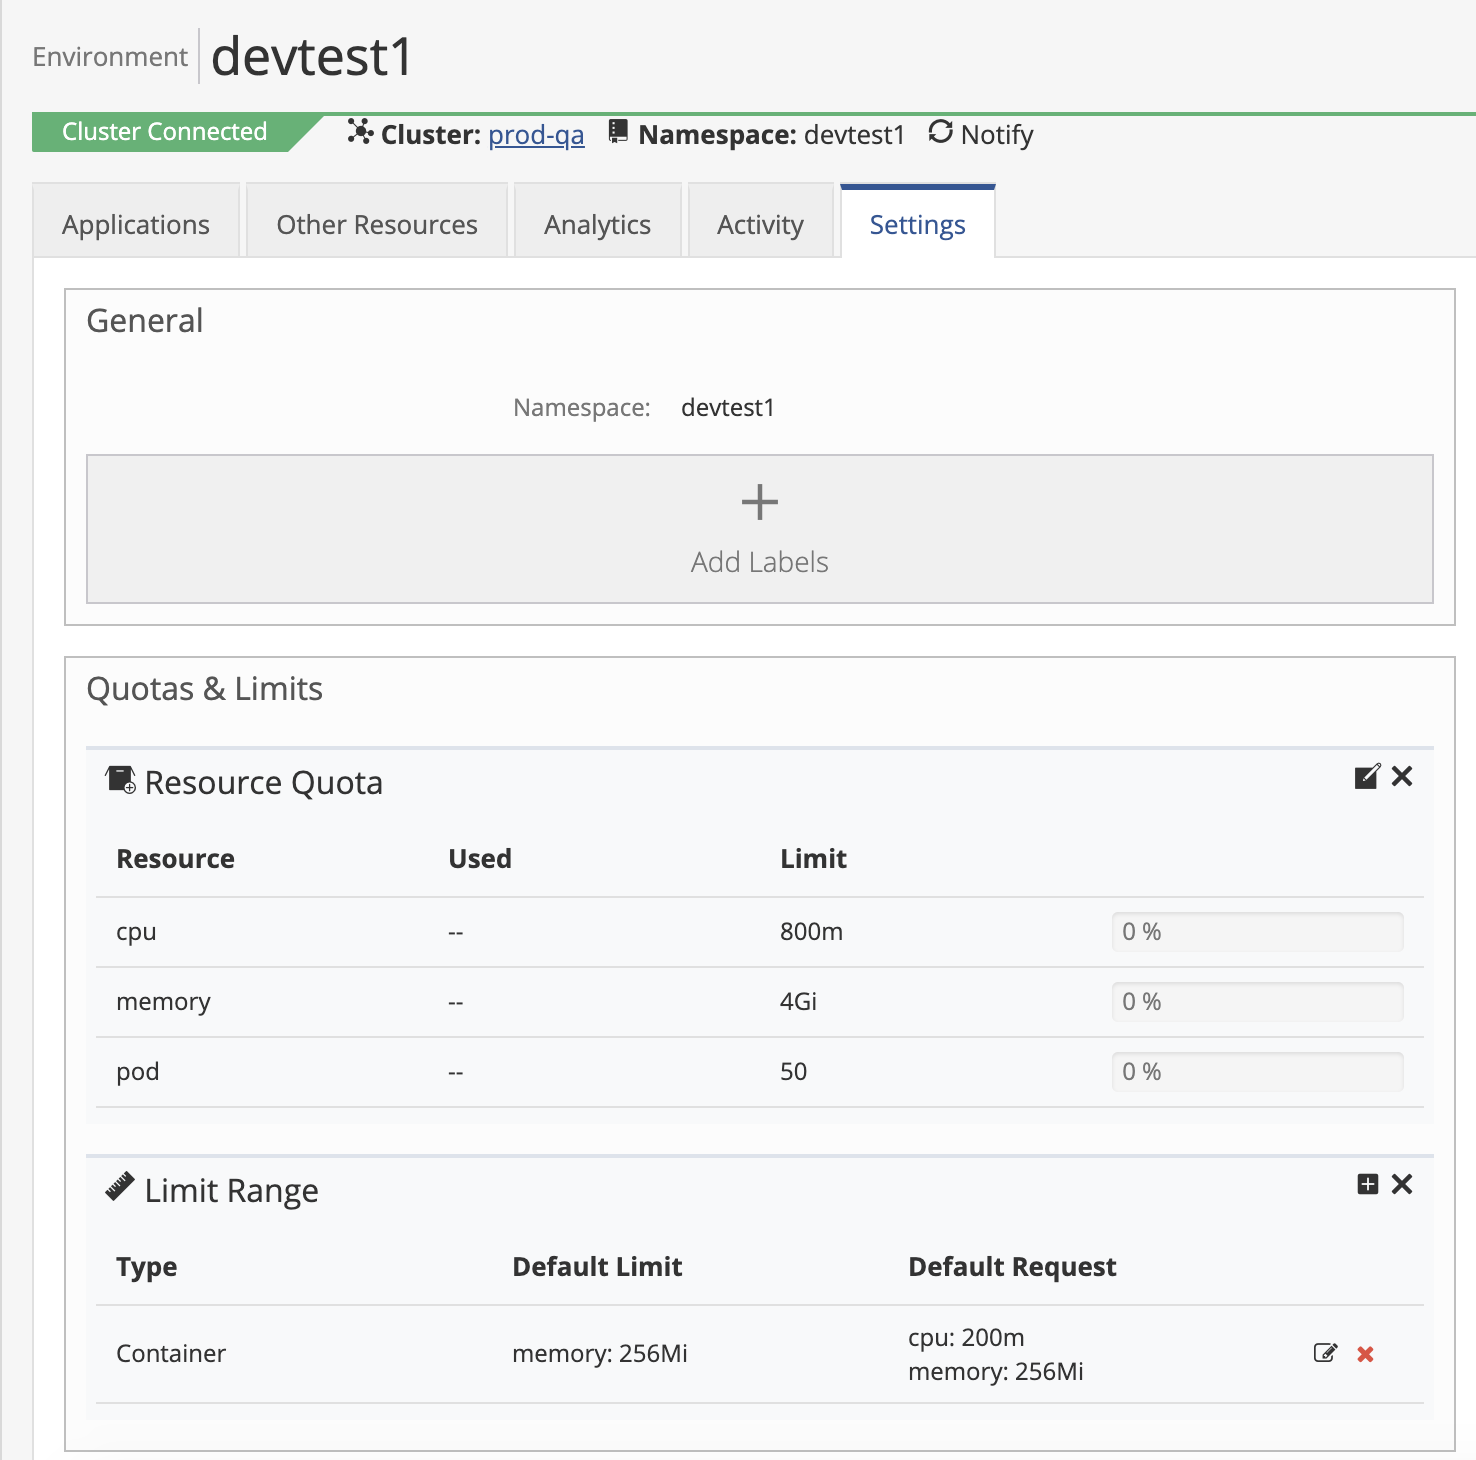 Environment devtest1
Cluster Connected Cluster: prod-qa Namespace: devtest1 Notify
Applications Other Resources Analytics Activity Settings
General
Namespace: devtest1
Add Labels
Quotas & Limits
Resource Quota
Resource Used Limit
cpu -- 800m 0 %
memory -- 4Gi 0 %
pod -- 50 0 %
Limit Range
Type Default Limit Default Request
Container memory: 256Mi cpu: 200m
memory: 256Mi